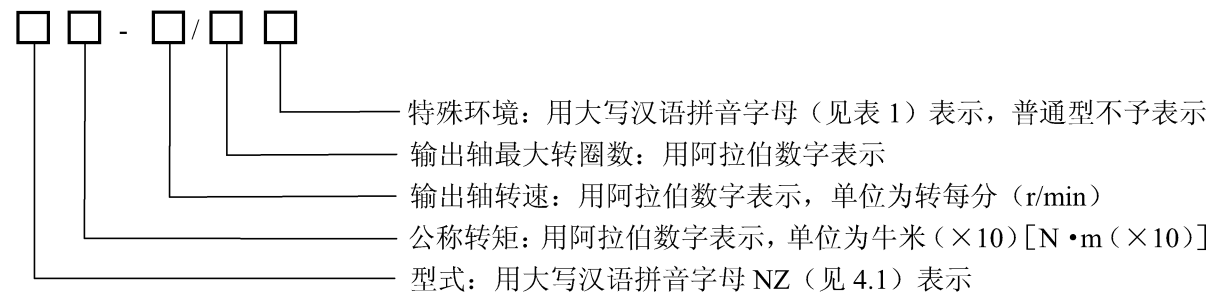 □ □ - □ / □ □
特殊环境：用大写汉语拼音字母（见表 1）表示，普通型不予表示
输出轴最大转圈数：用阿拉伯数字表示
输出轴转速：用阿拉伯数字表示，单位为转每分（r/min）
公称转矩：用阿拉伯数字表示，单位为牛米（×10）[N •m（×10）]
型式：用大写汉语拼音字母 NZ（见 4.1）表示